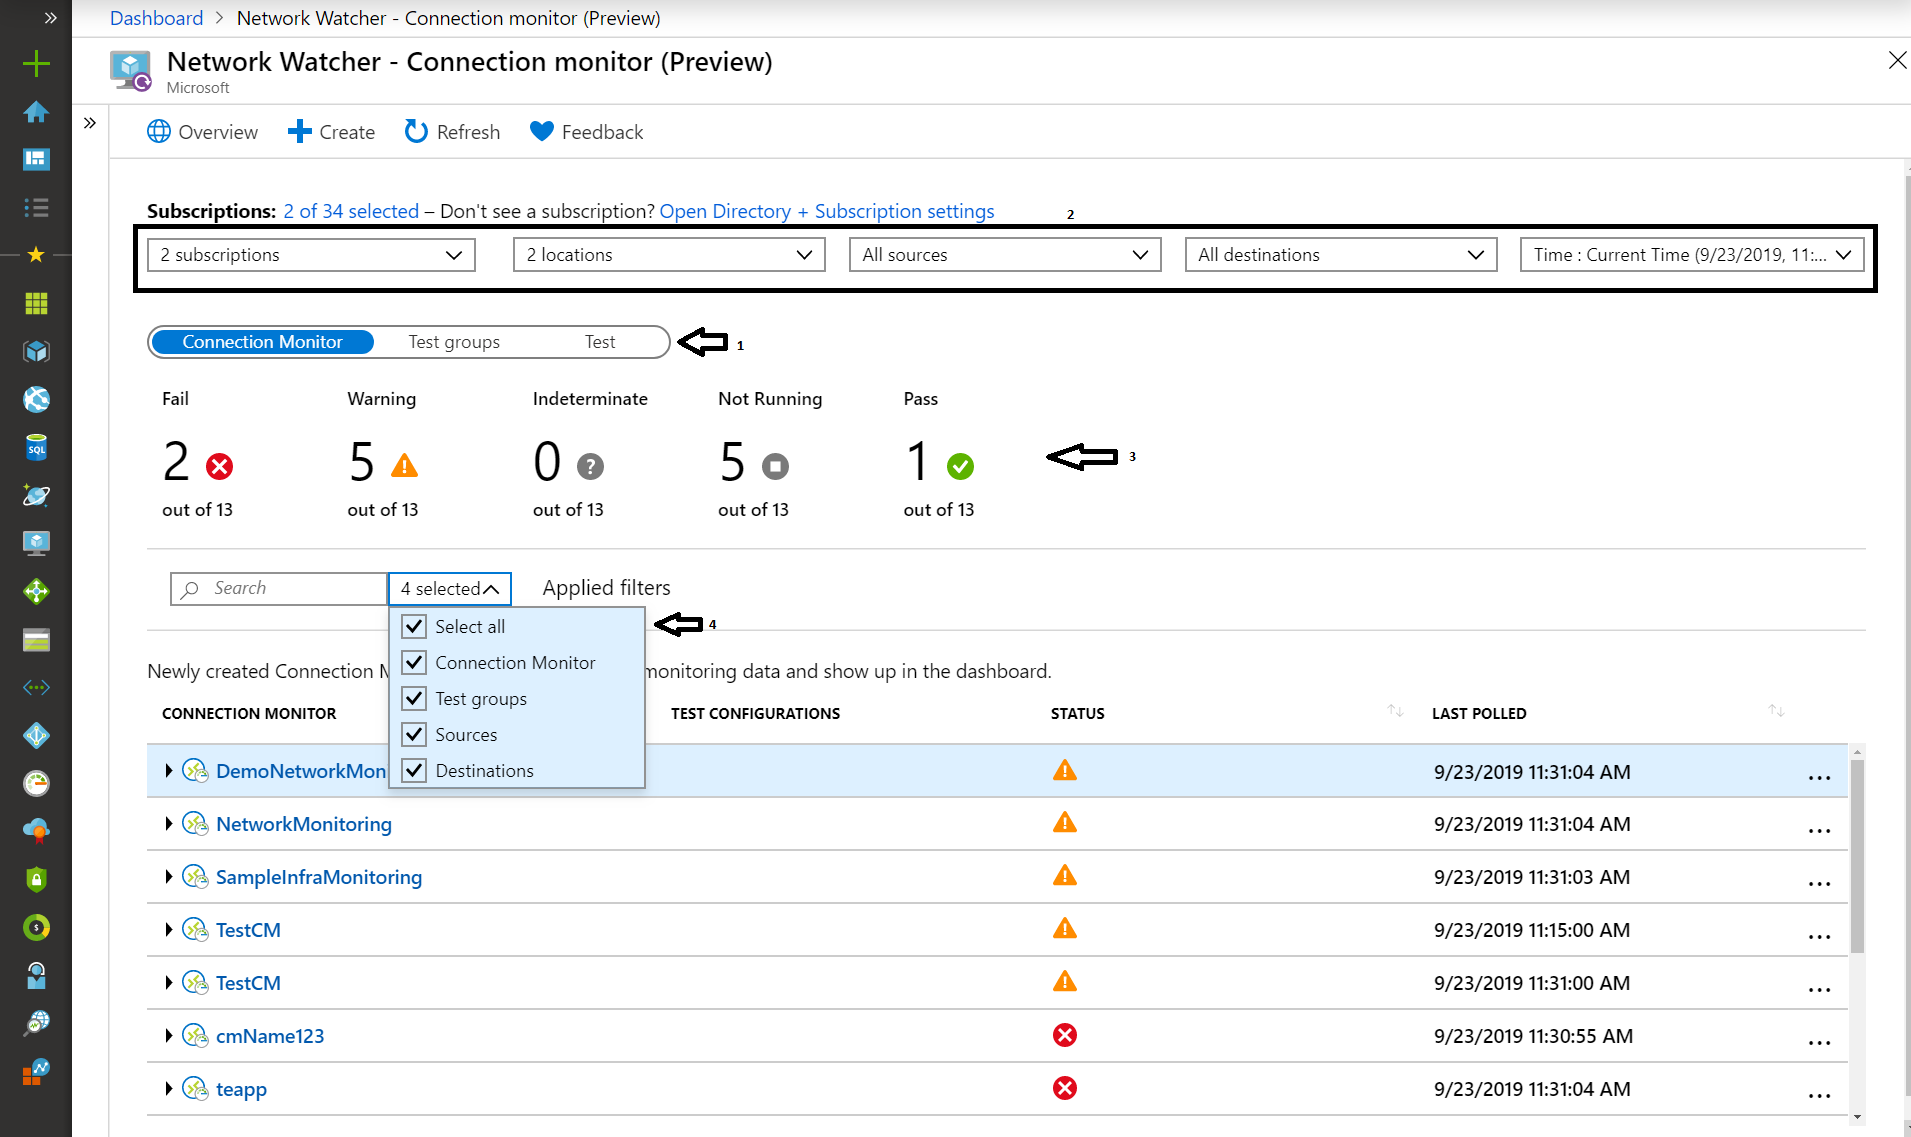 Dashboard > Network Watcher - Connection monitor (Preview)
Network Watcher - Connection monitor (Preview)
Microsoft
Overview Create Refresh Feedback
Subscriptions: 2 of 34 selected – Don't see a subscription? Open Directory + Subscription settings
2
2 subscriptions 2 locations All sources All destinations Time : Current Time (9/23/2019, 11:...
Connection Monitor Test groups Test
1
Fail Warning Indeterminate Not Running Pass
2 5 0 5 1
3
out of 13 out of 13 out of 13 out of 13 out of 13
Search 4 selected Applied filters
Select all
4
Connection Monitor
Newly created Connection M monitoring data and show up in the dashboard.
Test groups
CONNECTION MONITOR TEST CONFIGURATIONS STATUS LAST POLLED
Sources
Destinations
DemoNetworkMoni 9/23/2019 11:31:04 AM ...
NetworkMonitoring 9/23/2019 11:31:04 AM ...
SampleInfraMonitoring 9/23/2019 11:31:03 AM ...
TestCM 9/23/2019 11:15:00 AM ...
TestCM 9/23/2019 11:31:00 AM ...
cmName123 9/23/2019 11:30:55 AM ...
teapp 9/23/2019 11:31:04 AM ...
SQL